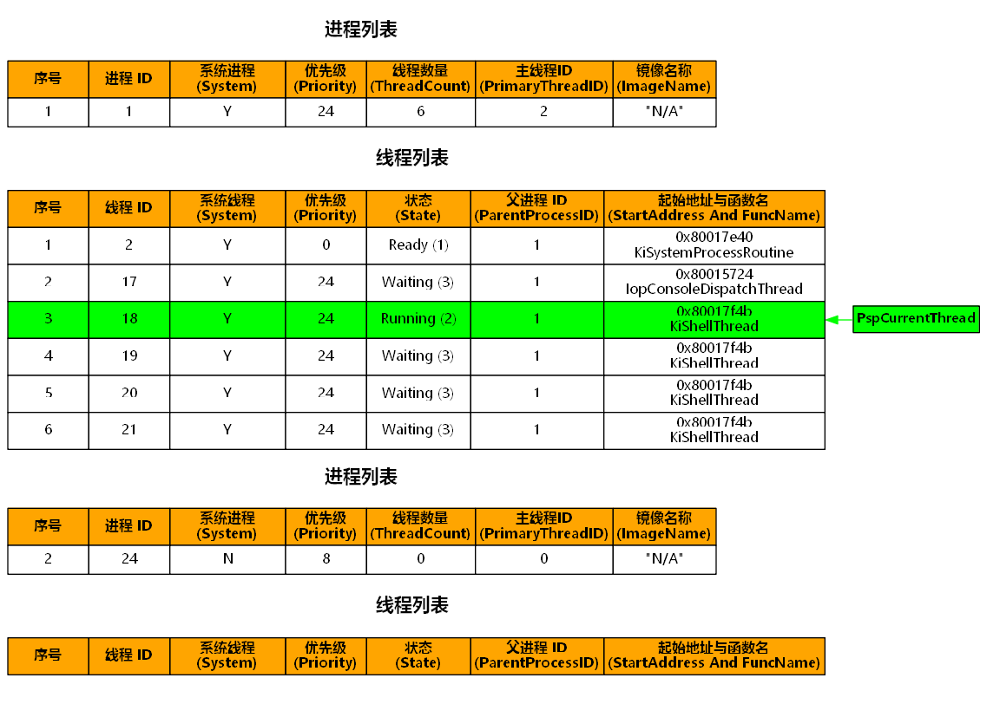 进程列表
序号 进程 ID 系统进程 (System) 优先级 (Priority) 线程数量 (ThreadCount) 主线程ID (PrimaryThreadID) 镜像名称 (ImageName)
1 1 Y 24 6 2 "N/A"
线程列表
序号 线程 ID 系统线程 (System) 优先级 (Priority) 状态 (State) 父进程 ID (ParentProcessID) 起始地址与函数名 (StartAddress And FuncName)
1 2 Y 0 Ready (1) 1 0x80017e40 KiSystemProcessRoutine
2 17 Y 24 Waiting (3) 1 0x80015724 IopConsoleDispatchThread
3 18 Y 24 Running (2) 1 0x80017f4b KiShellThread PspCurrentThread
4 19 Y 24 Waiting (3) 1 0x80017f4b KiShellThread
5 20 Y 24 Waiting (3) 1 0x80017f4b KiShellThread
6 21 Y 24 Waiting (3) 1 0x80017f4b KiShellThread
进程列表
序号 进程 ID 系统进程 (System) 优先级 (Priority) 线程数量 (ThreadCount) 主线程ID (PrimaryThreadID) 镜像名称 (ImageName)
2 24 N 8 0 0 "N/A"
线程列表
序号 线程 ID 系统线程 (System) 优先级 (Priority) 状态 (State) 父进程 ID (ParentProcessID) 起始地址与函数名 (StartAddress And FuncName)